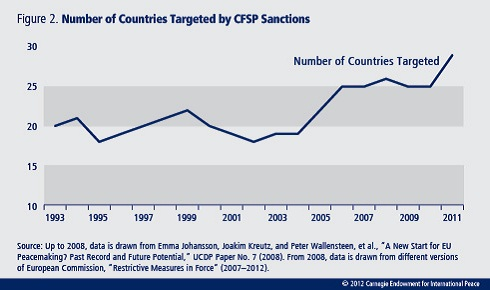 Figure 2. Number of Countries Targeted by CFSP Sanctions
30
Number of Countries Targeted
25
20
15
10
1993 1995 1997 1999 2001 2003 2005 2007 2009 2011
Source: Up to 2008, data is drawn from Emma Johansson, Joakim Kreutz, and Peter Wallensteen, et al., "A New Start for EU
Peacemaking? Past Record and Future Potential," UCDP Paper No. 7 (2008). From 2008, data is drawn from different versions
of European Commission, "Restrictive Measures in Force" (2007–2012).
© 2012 Carnegie Endowment for International Peace